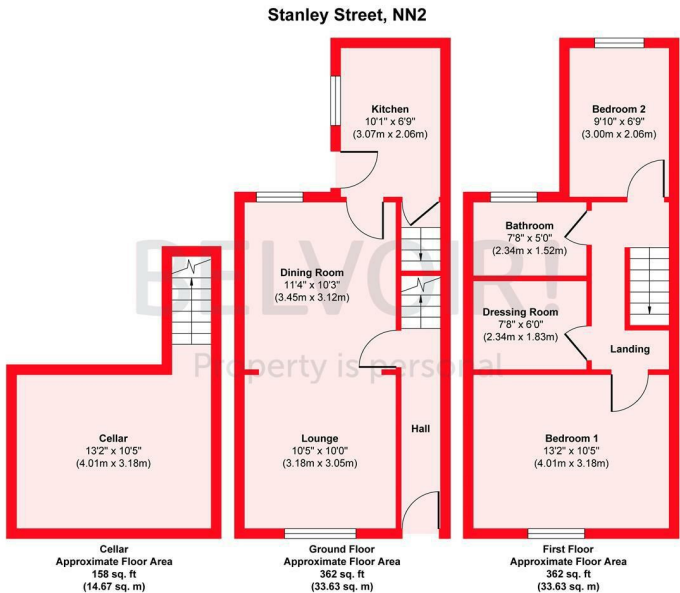 Stanley Street, NN2
Kitchen
10'1" x 6'9"
(3.07m x 2.06m)
Bedroom 2
9'10" x 6'9"
(3.00m x 2.06m)
Bathroom
7'8" x 5'0"
(2.34m x 1.52m)
Dining Room
11'4" x 10'3"
(3.45m x 3.12m)
BELVOIR!
Property is personal
Dressing Room
7'8" x 6'0"
(2.34m x 1.83m)
Landing
Hall
Cellar
13'2" x 10'5"
(4.01m x 3.18m)
Lounge
10'5" x 10'0"
(3.18m x 3.05m)
Bedroom 1
13'2" x 10'5"
(4.01m x 3.18m)
Cellar
Approximate Floor Area
158 sq. ft
(14.67 sq. m)
Ground Floor
Approximate Floor Area
362 sq. ft
(33.63 sq. m)
First Floor
Approximate Floor Area
362 sq. ft
(33.63 sq. m)